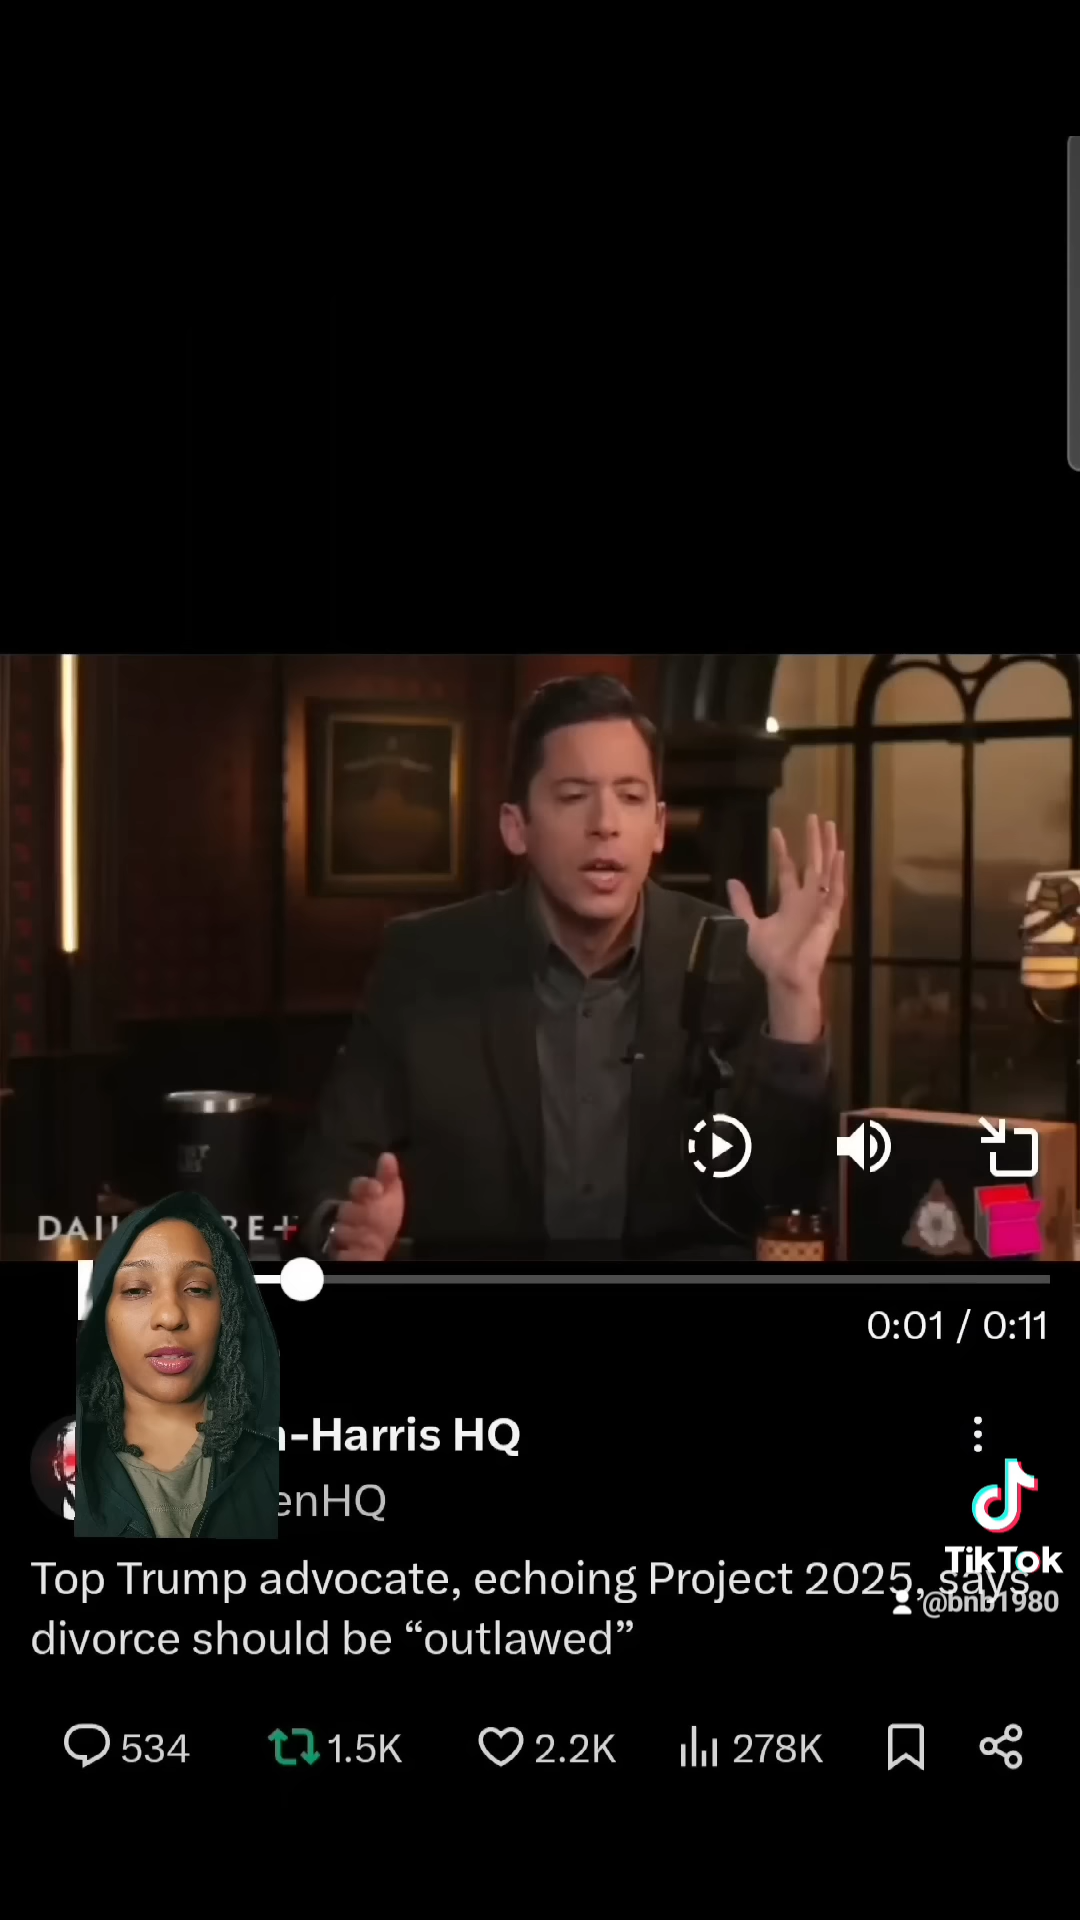 DAI
RE+
0:01 / 0:11
n-Harris HQ
enHQ
TikTok
@bnb1980
Top Trump advocate, echoing Project 2025, says
divorce should be “outlawed”
534
1.5K
2.2K
278K